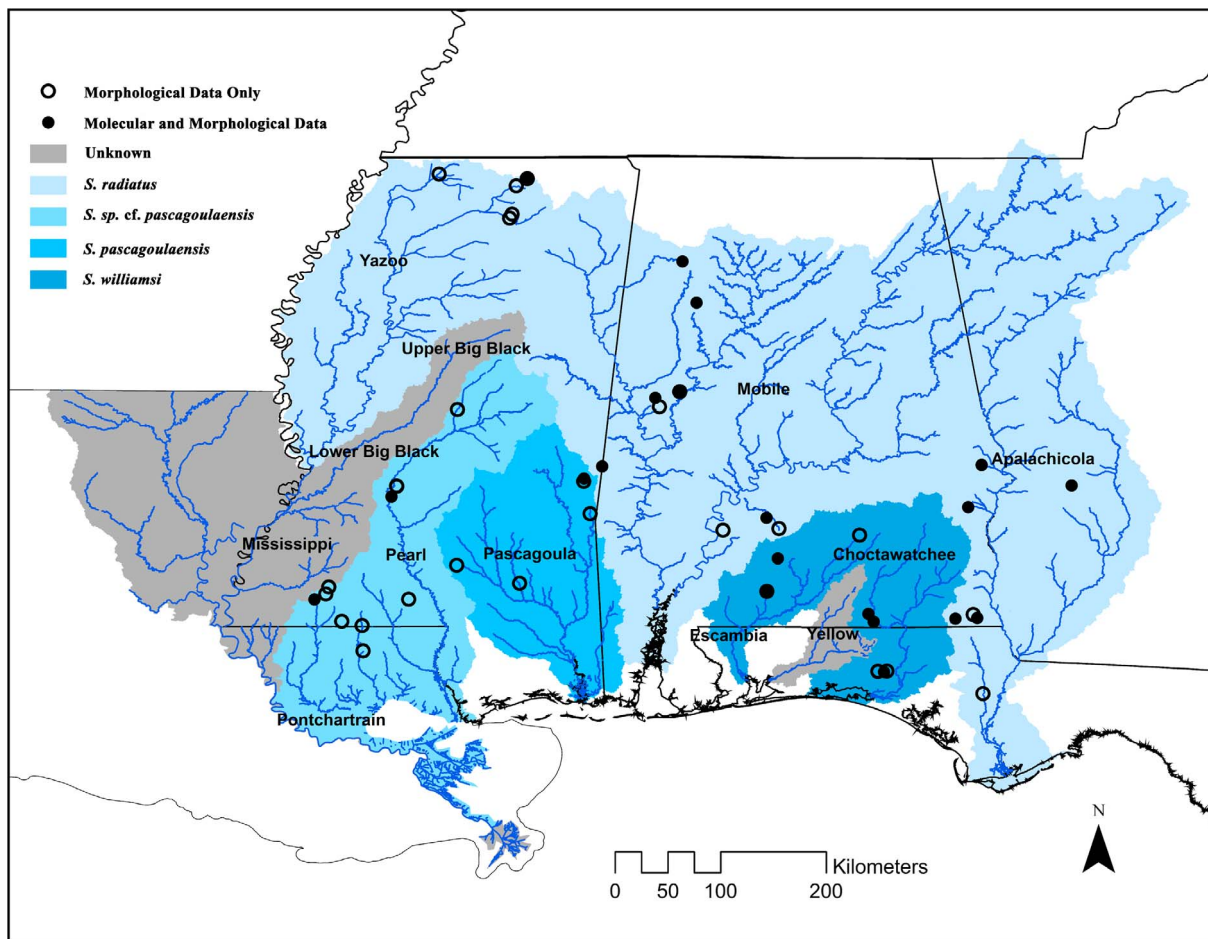 Morphological Data Only
Molecular and Morphological Data
Unknown
S. radiatus
S. sp. cf. pascagoulaensis
S. pascagoulaensis
S. williamsi
Yazoo
Upper Big Black
Mobile
Lower Big Black
Apalachicola
Mississippi
Pearl
Pascagoula
Choctawatchee
Escambia
Yellow
Pontchartrain
N
Kilometers
0 50 100 200